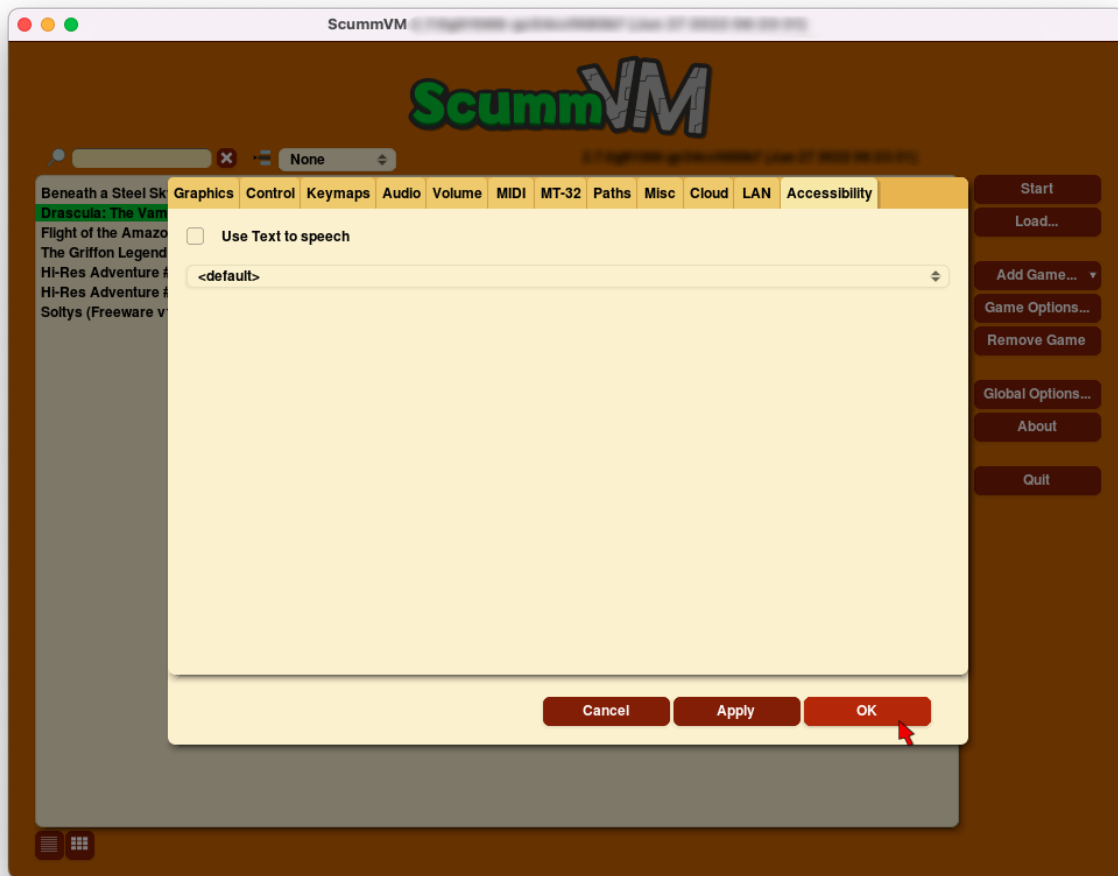 ScummVM
ScummVM
None
Beneath a Steel Sk
Drascula: The Vam
Flight of the Amazo
The Griffon Legend
Hi-Res Adventure #
Hi-Res Adventure #
Soltys (Freeware v
Graphics Control Keymaps Audio Volume MIDI MT-32 Paths Misc Cloud LAN Accessibility
Use Text to speech
<default>
Cancel Apply OK
Start
Load...
Add Game...
Game Options...
Remove Game
Global Options...
About
Quit